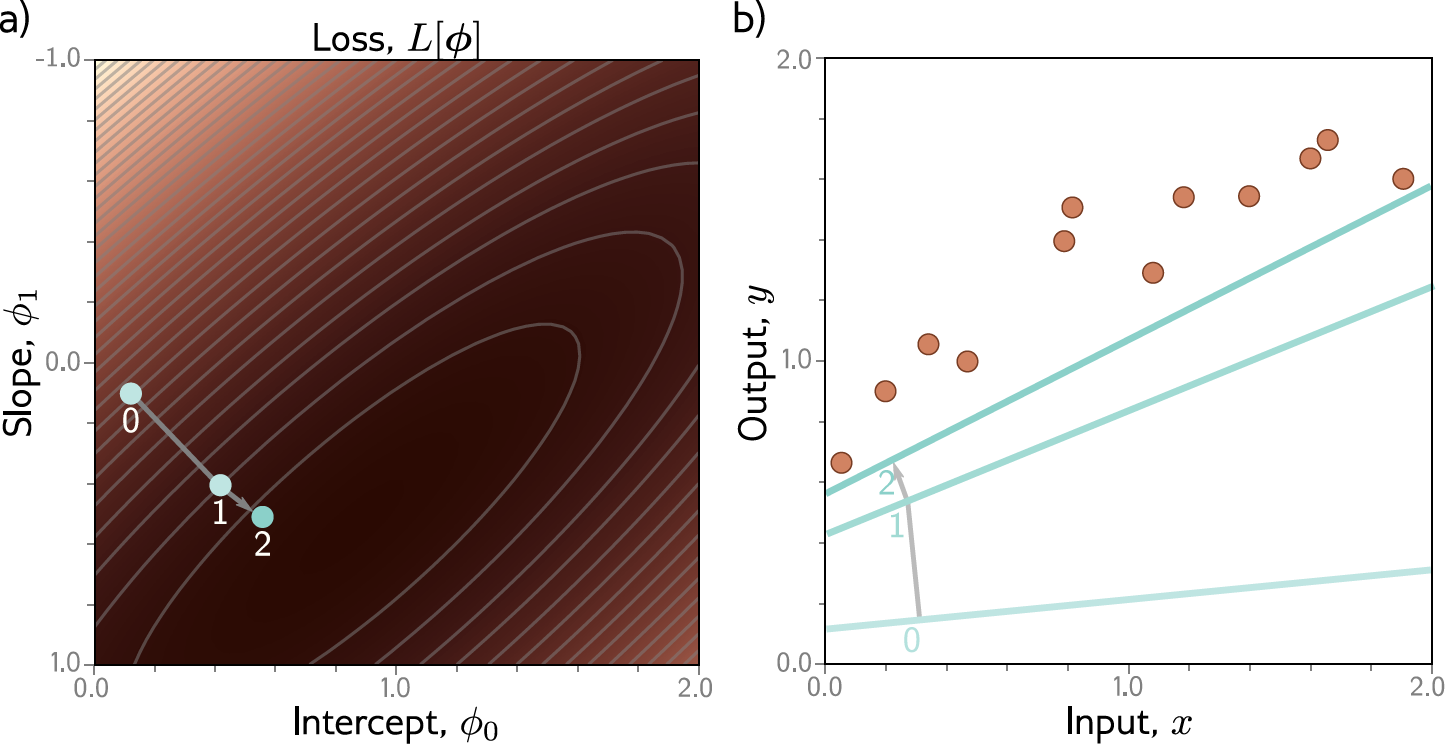 a)
Loss, L[ϕ]
-1.0
0.0
1.0
Slope, ϕ₁
0
1
2
0.0
1.0
2.0
Intercept, ϕ₀
b)
2.0
1.0
0.0
Output, y
2
1
0
0.0
1.0
2.0
Input, x